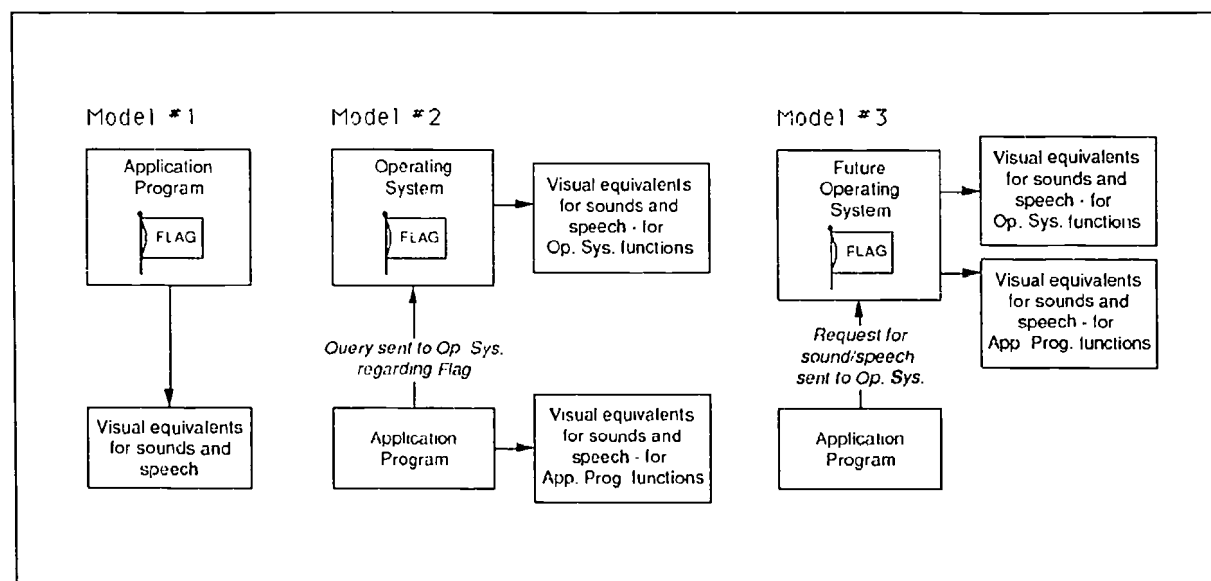 Model #1
Application
Program
FLAG
Visual equivalents
for sounds and
speech
Model #2
Operating
System
FLAG
Visual equivalents
for sounds and
speech - for
Op. Sys. functions
Query sent to Op. Sys.
regarding Flag
Application
Program
Visual equivalents
for sounds and
speech - for
App. Prog. functions
Model #3
Future
Operating
System
FLAG
Visual equivalents
for sounds and
speech - for
Op. Sys. functions
Visual equivalents
for sounds and
speech - for
App. Prog. functions
Request for
sound/speech
sent to Op. Sys.
Application
Program